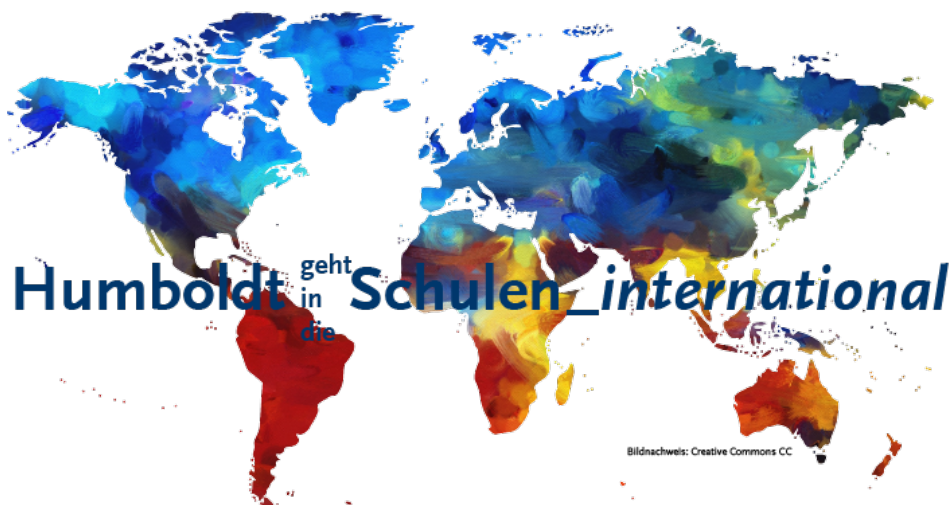 Humboldt geht in die Schulen_international
Bildnachweis: Creative Commons CC